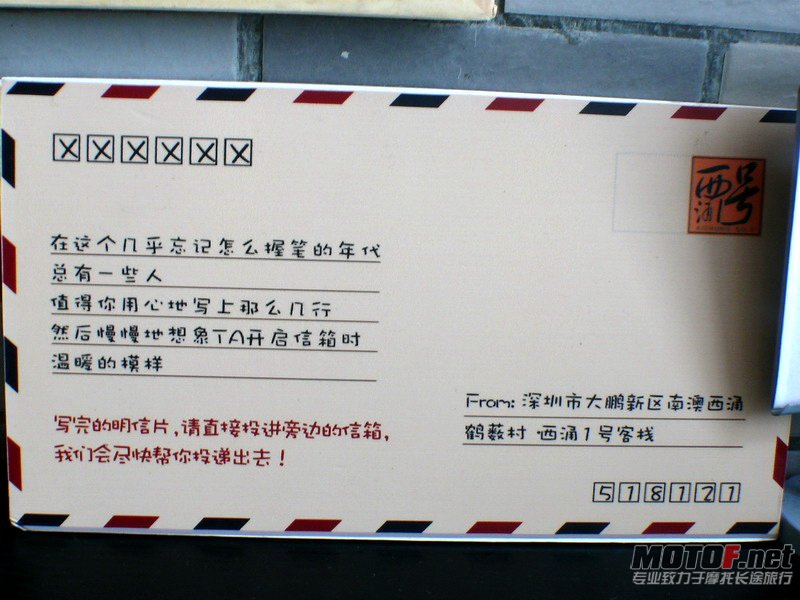 XXXXXX
西涌
1号
在这个几乎忘记怎么握笔的年代
总有一些人
值得你用心地写上那么几行
然后慢慢地想象TA开启信箱时
温暖的模样
From: 深圳市大鹏新区南澳西涌
鹤薮村 西涌1号客栈
写完的明信片,请直接投进旁边的信箱,
我们会尽快帮你投递出去!
518121
MOTOF.net
专业致力于摩托长途旅行